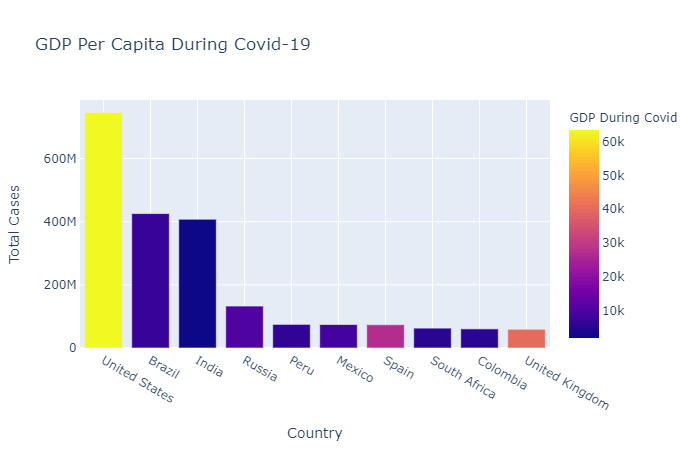 GDP Per Capita During Covid-19
GDP During Covid
60k
50k
40k
30k
20k
10k
Total Cases
600M
400M
200M
0
United States
Brazil
India
Russia
Peru
Mexico
Spain
South Africa
Colombia
United Kingdom
Country